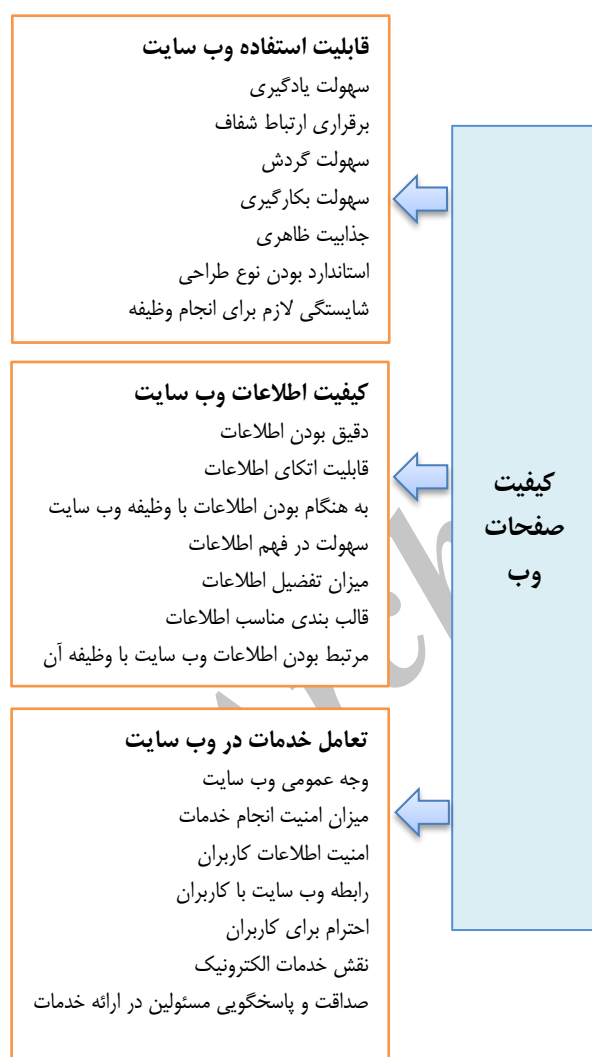 قابلیت استفاده وب سایت
سهولت یادگیری
برقراری ارتباط شفاف
سهولت گردش
سهولت بکارگیری
جذابیت ظاهری
استاندارد بودن نوع طراحی
شایستگی لازم برای انجام وظیفه
کیفیت اطلاعات وب سایت
دقیق بودن اطلاعات
قابلیت اتکای اطلاعات
به هنگام بودن اطلاعات با وظیفه وب سایت
سهولت در فهم اطلاعات
میزان تفضیل اطلاعات
قالب بندی مناسب اطلاعات
مرتبط بودن اطلاعات وب سایت با وظیفه آن
تعامل خدمات در وب سایت
وجه عمومی وب سایت
میزان امنیت انجام خدمات
امنیت اطلاعات کاربران
رابطه وب سایت با کاربران
احترام برای کاربران
نقش خدمات الکترونیک
صداقت و پاسخگویی مسئولین در ارائه خدمات
کیفیت
صفحات
وب